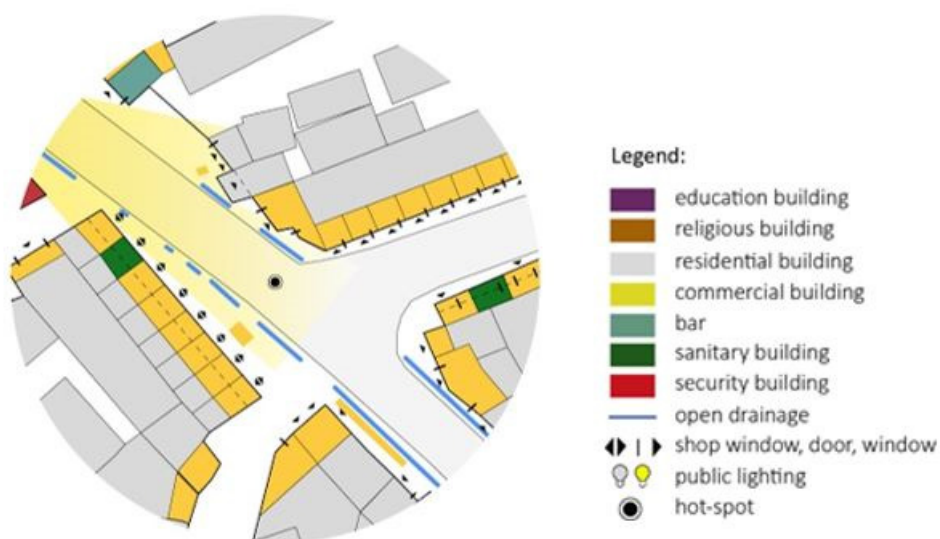 Legend:
education building
religious building
residential building
commercial building
bar
sanitary building
security building
open drainage
shop window, door, window
public lighting
hot-spot